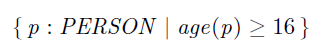 { p : PERSON | age(p) ≥ 16 }